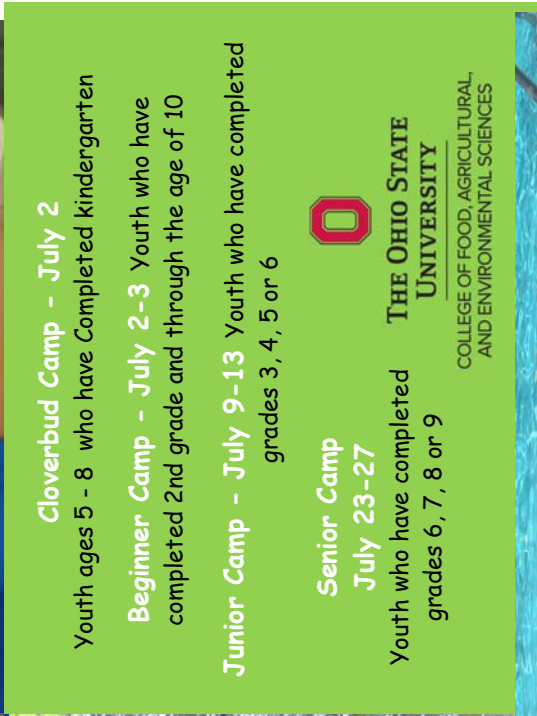 Cloverbud Camp - July 2
Youth ages 5 - 8 who have Completed kindergarten
Beginner Camp - July 2-3 Youth who have
completed 2nd grade and through the age of 10
Junior Camp - July 9-13 Youth who have completed
grades 3, 4, 5 or 6
Senior Camp
July 23-27
Youth who have completed
grades 6, 7, 8 or 9
O
THE OHIO STATE
UNIVERSITY
COLLEGE OF FOOD, AGRICULTURAL,
AND ENVIRONMENTAL SCIENCES